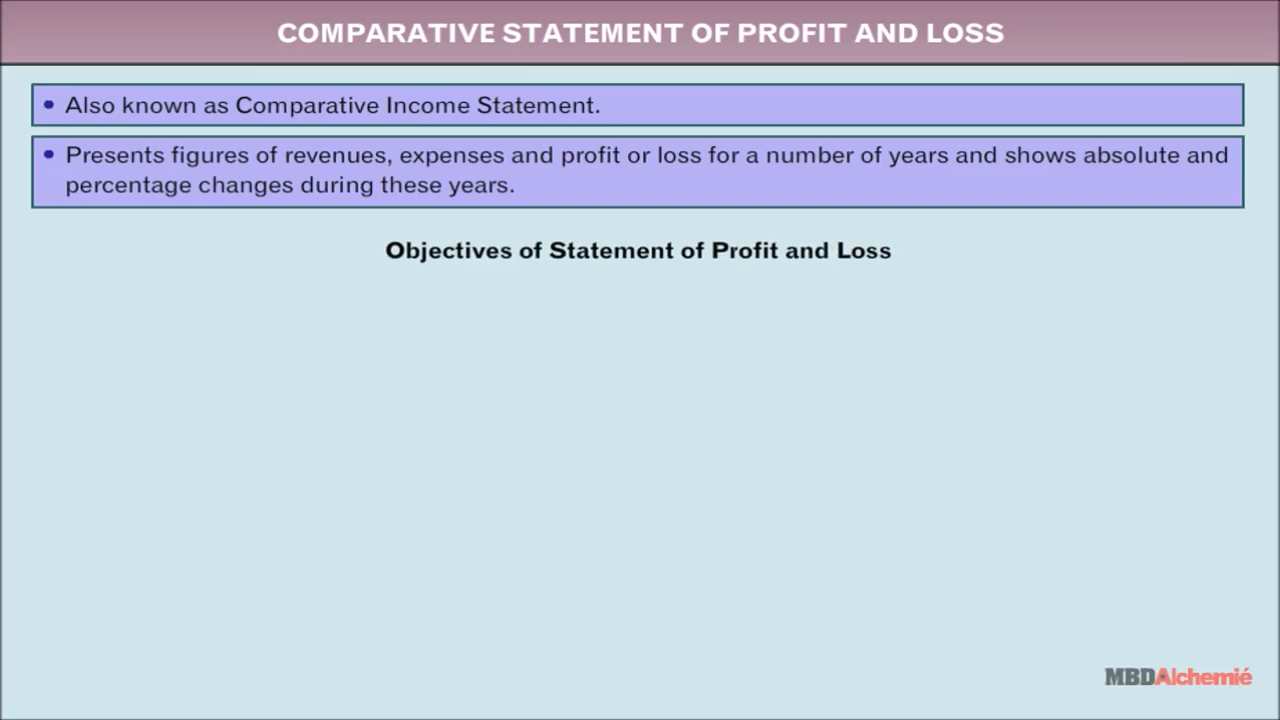 COMPARATIVE STATEMENT OF PROFIT AND LOSS
• Also known as Comparative Income Statement.
• Presents figures of revenues, expenses and profit or loss for a number of years and shows absolute and
percentage changes during these years.
Objectives of Statement of Profit and Loss
MBDAlchemié